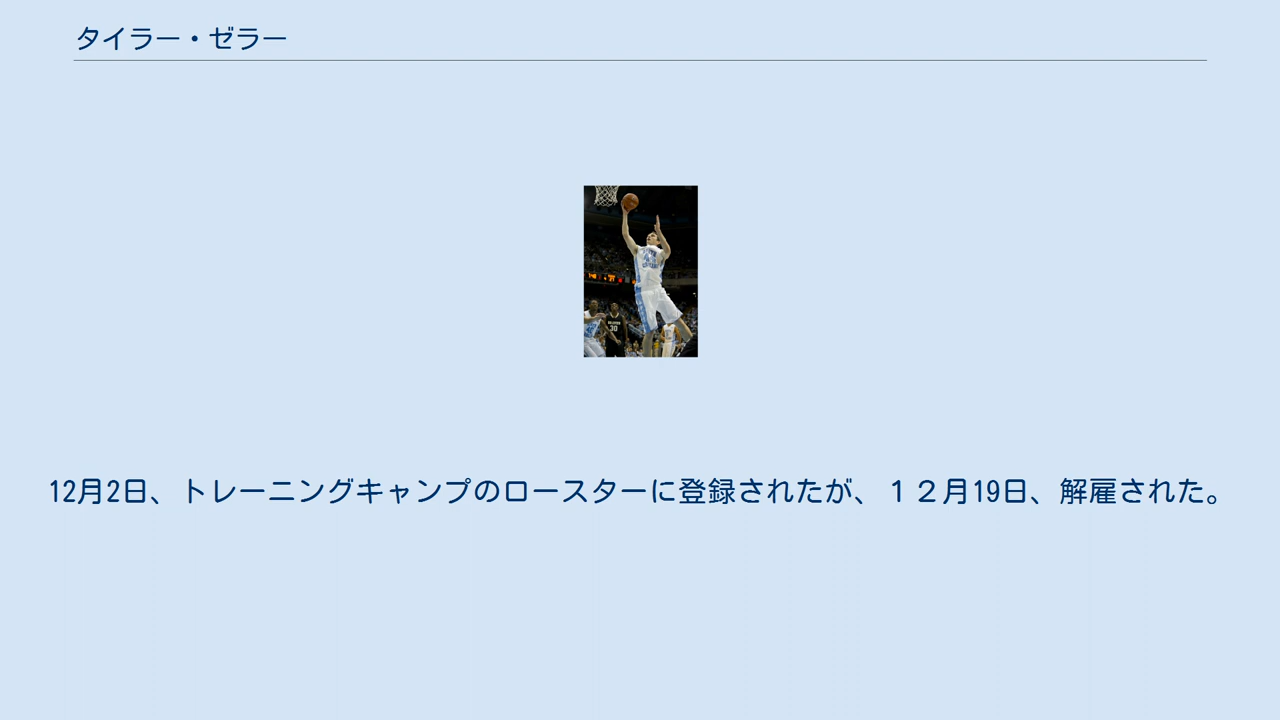 タイラー・ゼラー
12月2日、トレーニングキャンプのロースターに登録されたが、１２月19日、解雇された。
30